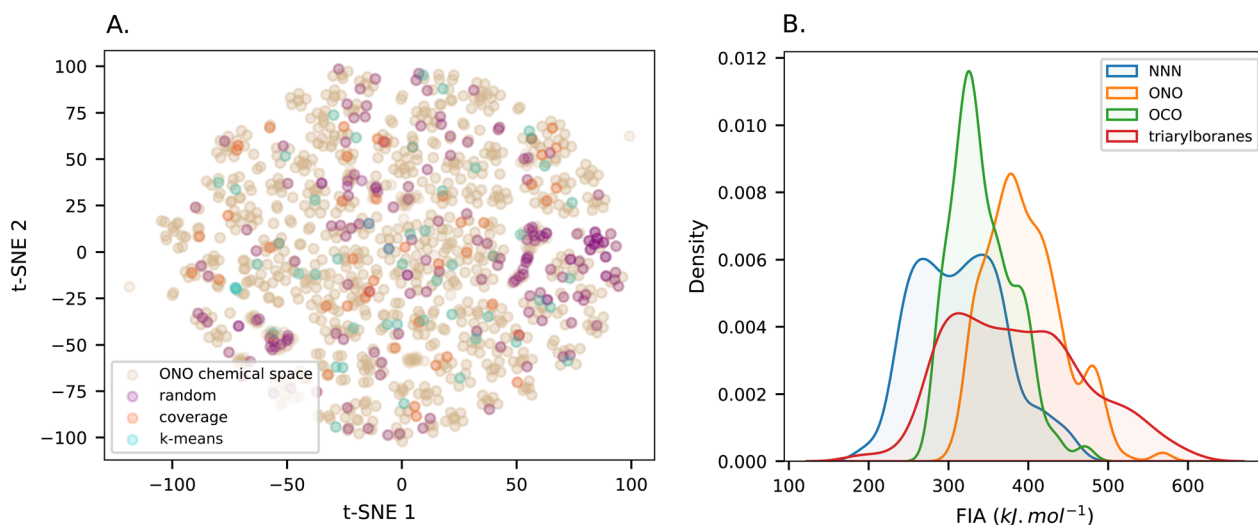 A.
t-SNE 2
100
75
50
25
0
−25
−50
−75
−100
ONO chemical space
random
coverage
k-means
−100
−50
0
50
100
t-SNE 1
B.
Density
0.012
0.010
0.008
0.006
0.004
0.002
0.000
NNN
ONO
OCO
triarylboranes
100
200
300
400
500
600
FIA (kJ.mol⁻¹)